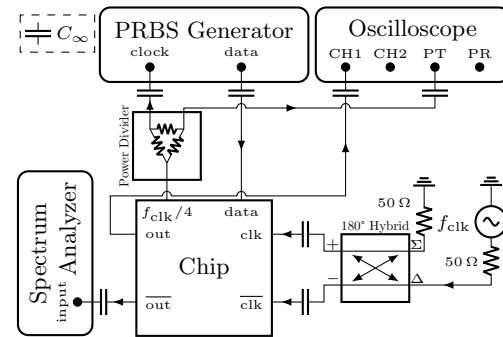 PRBS Generator
Oscilloscope
C∞
clock
data
CH1
CH2
PT
PR
Power Divider
Spectrum
Analyzer
input
f_clk/4
data
out
clk
Chip
out
clk
180° Hybrid
+
−
Σ
Δ
50 Ω
f_clk
50 Ω